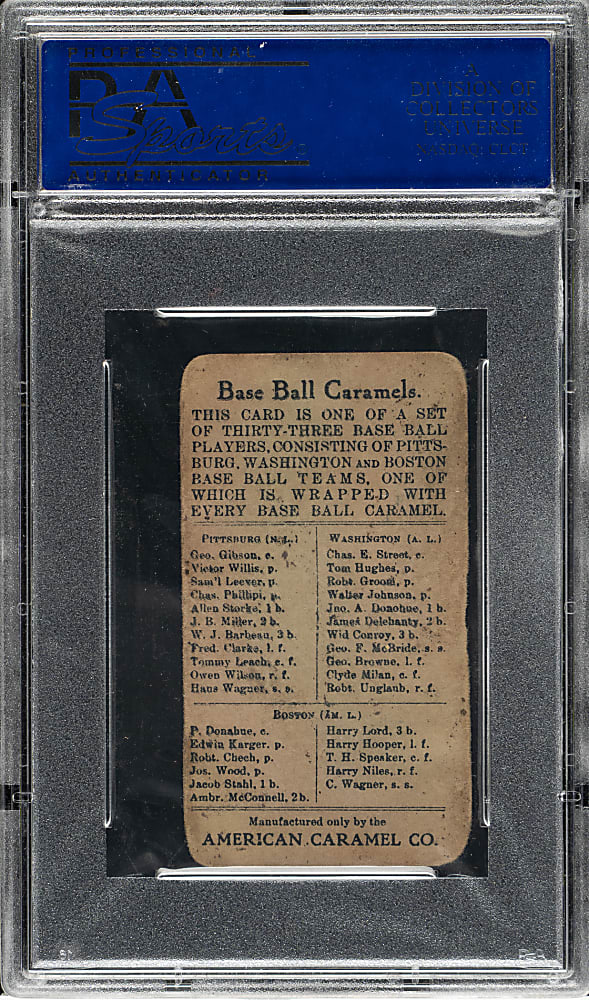 PROFESSIONAL
PSA
Sports
AUTHENTICATOR
A
DIVISION OF
COLLECTORS
UNIVERSE
NASDAQ: CLCT
Base Ball Caramels.
THIS CARD IS ONE OF A SET
OF THIRTY-THREE BASE BALL
PLAYERS, CONSISTING OF PITTS-
BURG, WASHINGTON AND BOSTON
BASE BALL TEAMS, ONE OF
WHICH IS WRAPPED WITH
EVERY BASE BALL CARAMEL.
PITTSBURG (N.L.)
Geo. Gibson, c.
Victor Willis, p.
Sam'l Leever, p.
Chas. Phillipi, p.
Allen Storke, 1 b.
J. B. Miller, 2 b.
W. J. Barbeau, 3 b.
Fred. Clarke, l. f.
Tommy Leach, c. f.
Owen Wilson, r. f.
Hans Wagner, s. s.
WASHINGTON (A. L.)
Chas. E. Street, c.
Tom Hughes, p.
Robt. Groom, p.
Walter Johnson, p.
Jno. A. Donohue, 1 b.
James Delehanty, 2 b.
Wid Conroy, 3 b.
Geo. F. McBride, s. s.
Geo. Browne, l. f.
Clyde Milan, c. f.
Robt. Unglaub, r. f.
BOSTON (AM. L.)
P. Donahue, c.
Edwin Karger, p.
Robt. Chech, p.
Jos. Wood, p.
Jacob Stahl, 1 b.
Ambr. McConnell, 2 b.
Harry Lord, 3 b.
Harry Hooper, l. f.
T. H. Speaker, c. f.
Harry Niles, r. f.
C. Wagner, s. s.
Manufactured only by the
AMERICAN CARAMEL CO.